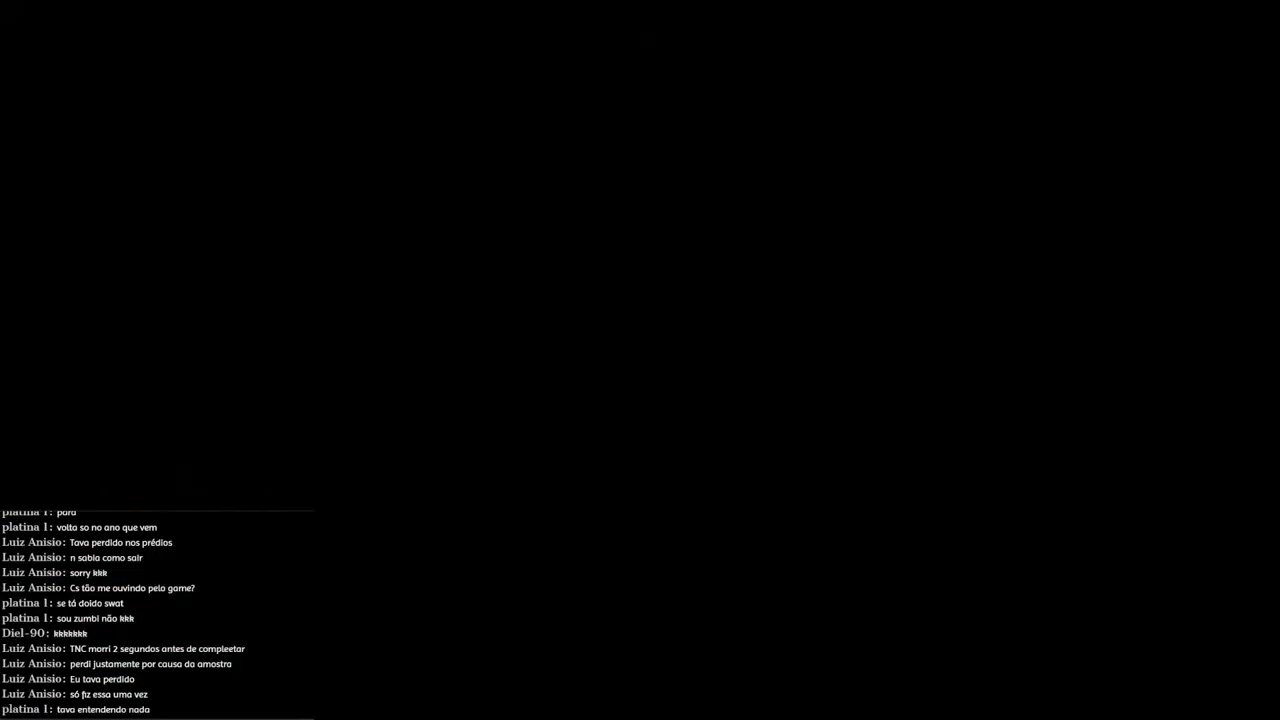 platina 1: para
platina 1: volta so no ano que vem
Luiz Anisio: Tava perdido nos prédios
Luiz Anisio: n sabia como sair
Luiz Anisio: sorry kkk
Luiz Anisio: Cs tão me ouvindo pelo game?
platina 1: se tá doido swat
platina 1: sou zumbi não kkk
Diel-90: kkkkkkk
Luiz Anisio: TNC morri 2 segundos antes de compleetar
Luiz Anisio: perdi justamente por causa da amostra
Luiz Anisio: Eu tava perdido
Luiz Anisio: só fiz essa uma vez
platina 1: tava entendendo nada